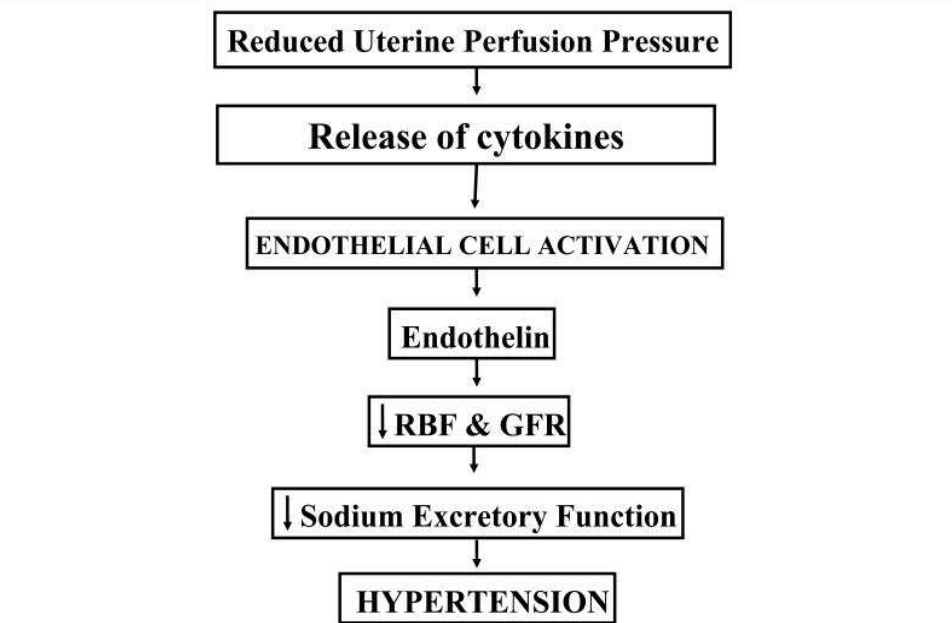 Reduced Uterine Perfusion Pressure
Release of cytokines
ENDOTHELIAL CELL ACTIVATION
Endothelin
↓ RBF & GFR
↓ Sodium Excretory Function
HYPERTENSION